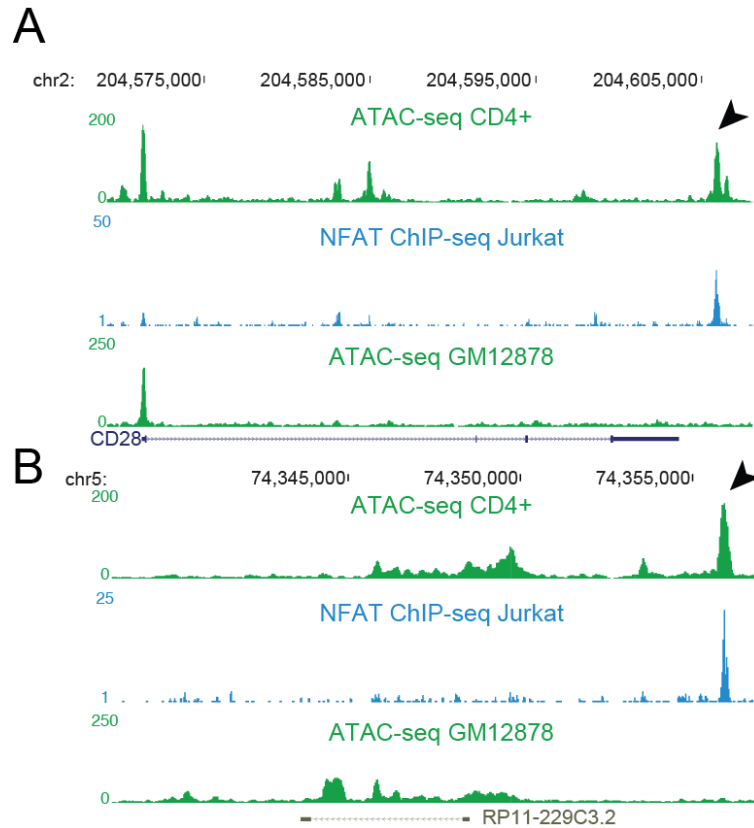 A
chr2: 204,575,000 204,585,000 204,595,000 204,605,000
ATAC-seq CD4+
200
0
NFAT ChIP-seq Jurkat
50
1
ATAC-seq GM12878
250
0
CD28
B
chr5: 74,345,000 74,350,000 74,355,000
ATAC-seq CD4+
200
0
NFAT ChIP-seq Jurkat
25
1
ATAC-seq GM12878
250
0
RP11-229C3.2